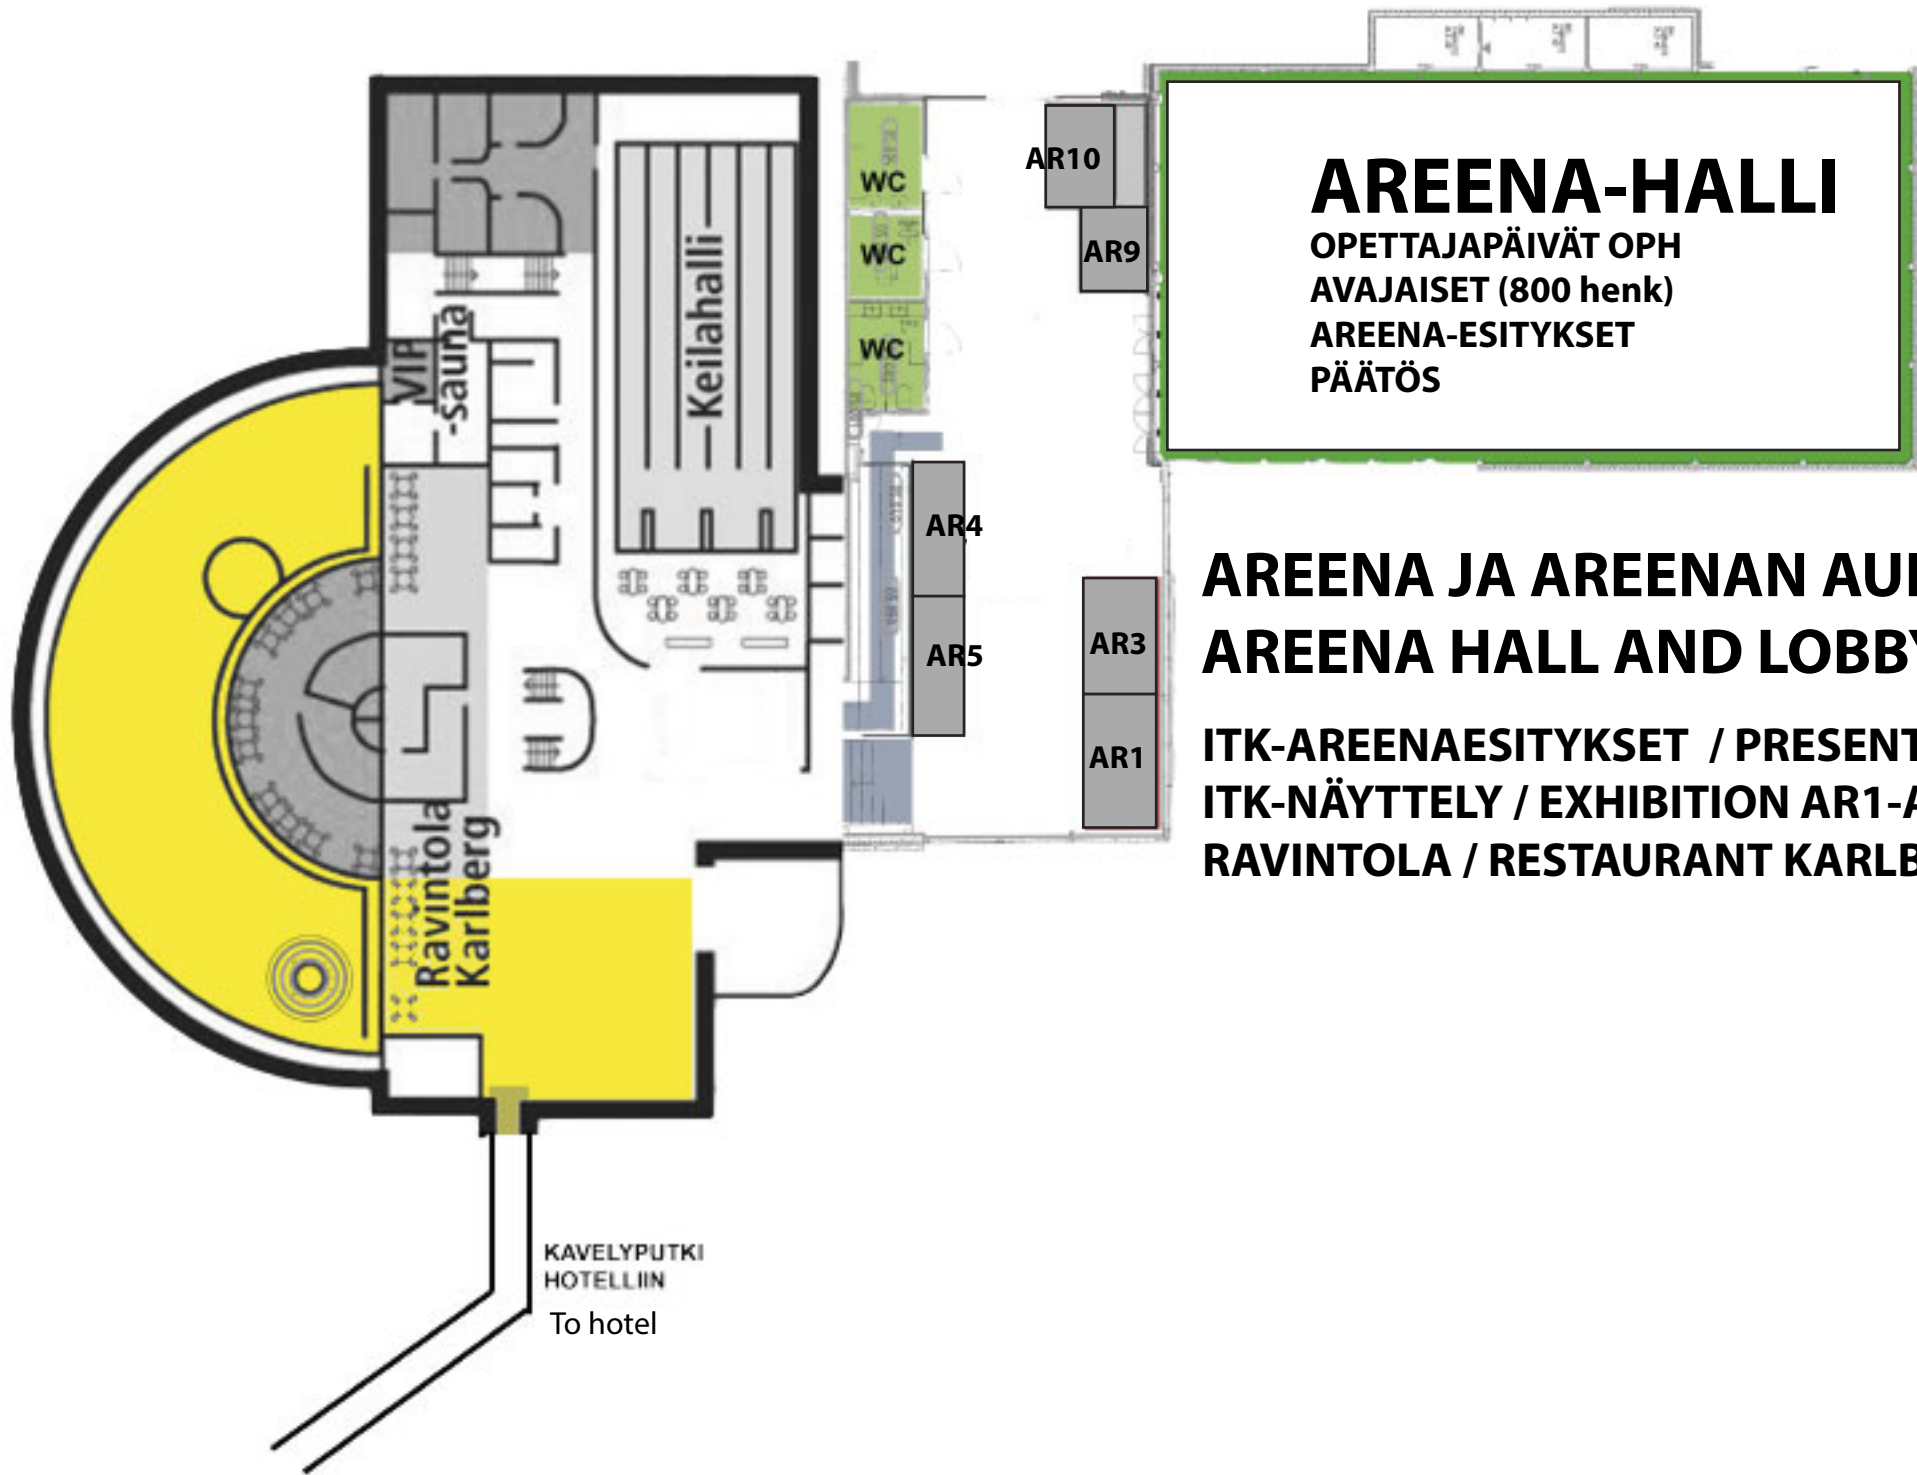 AREENA-HALLI
OPETTAJAPÄIVÄT OPH
AVAJAISET (800 henk)
AREENA-ESITYKSET
PÄÄTÖS
AR10
AR9
WC
WC
WC
Keilahalli
VIP
-sauna
AR4
AR5
AR3
AR1
AREENA JA AREENAN AU
AREENA HALL AND LOBBY
ITK-AREENAESITYKSET / PRESENT
ITK-NÄYTTELY / EXHIBITION AR1-A
RAVINTOLA / RESTAURANT KARLB
Ravintola
Karlberg
KAVELYPUTKI
HOTELLIIN
To hotel